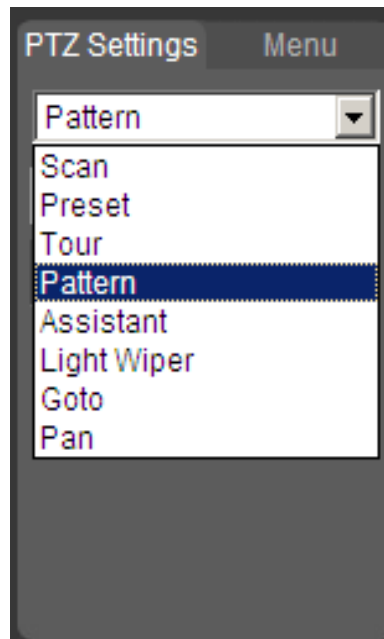 PTZ Settings Menu
Pattern
Scan
Preset
Tour
Pattern
Assistant
Light Wiper
Goto
Pan